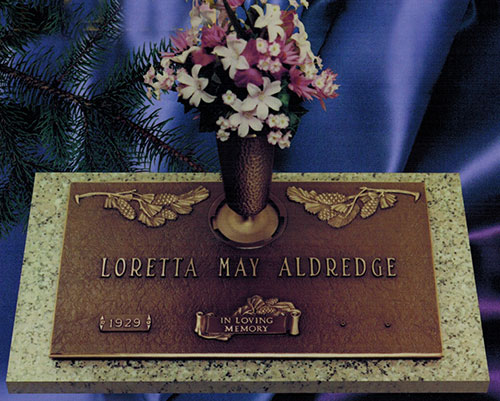 LORETTA MAY ALDREDGE
1929
IN LOVING
MEMORY